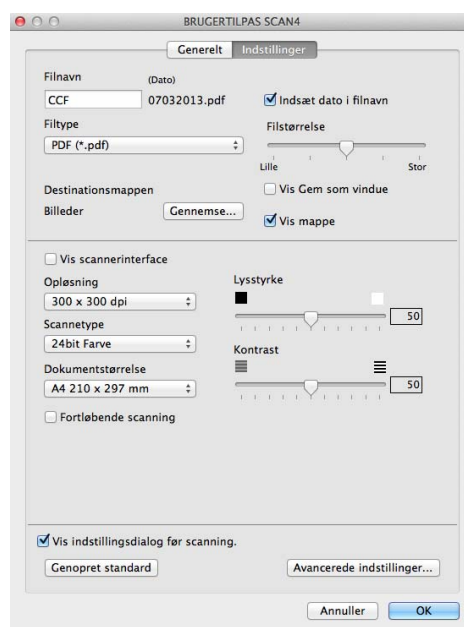 BRUGERTILPAS SCAN4
Generelt Indstillinger
Filnavn (Dato)
CCF 07032013.pdf Indsæt dato i filnavn
Filtype Filstørrelse
PDF (*.pdf)
Lille Stor
Destinationsmappen Vis Gem som vindue
Billeder Gennemse...
Vis mappe
Vis scannerinterface
Opløsning Lysstyrke
300 x 300 dpi 50
Scannetype
24bit Farve Kontrast
Dokumentstørrelse
A4 210 x 297 mm 50
Fortløbende scanning
Vis indstillingsdialog før scanning.
Genopret standard Avancerede indstillinger...
Annuller OK